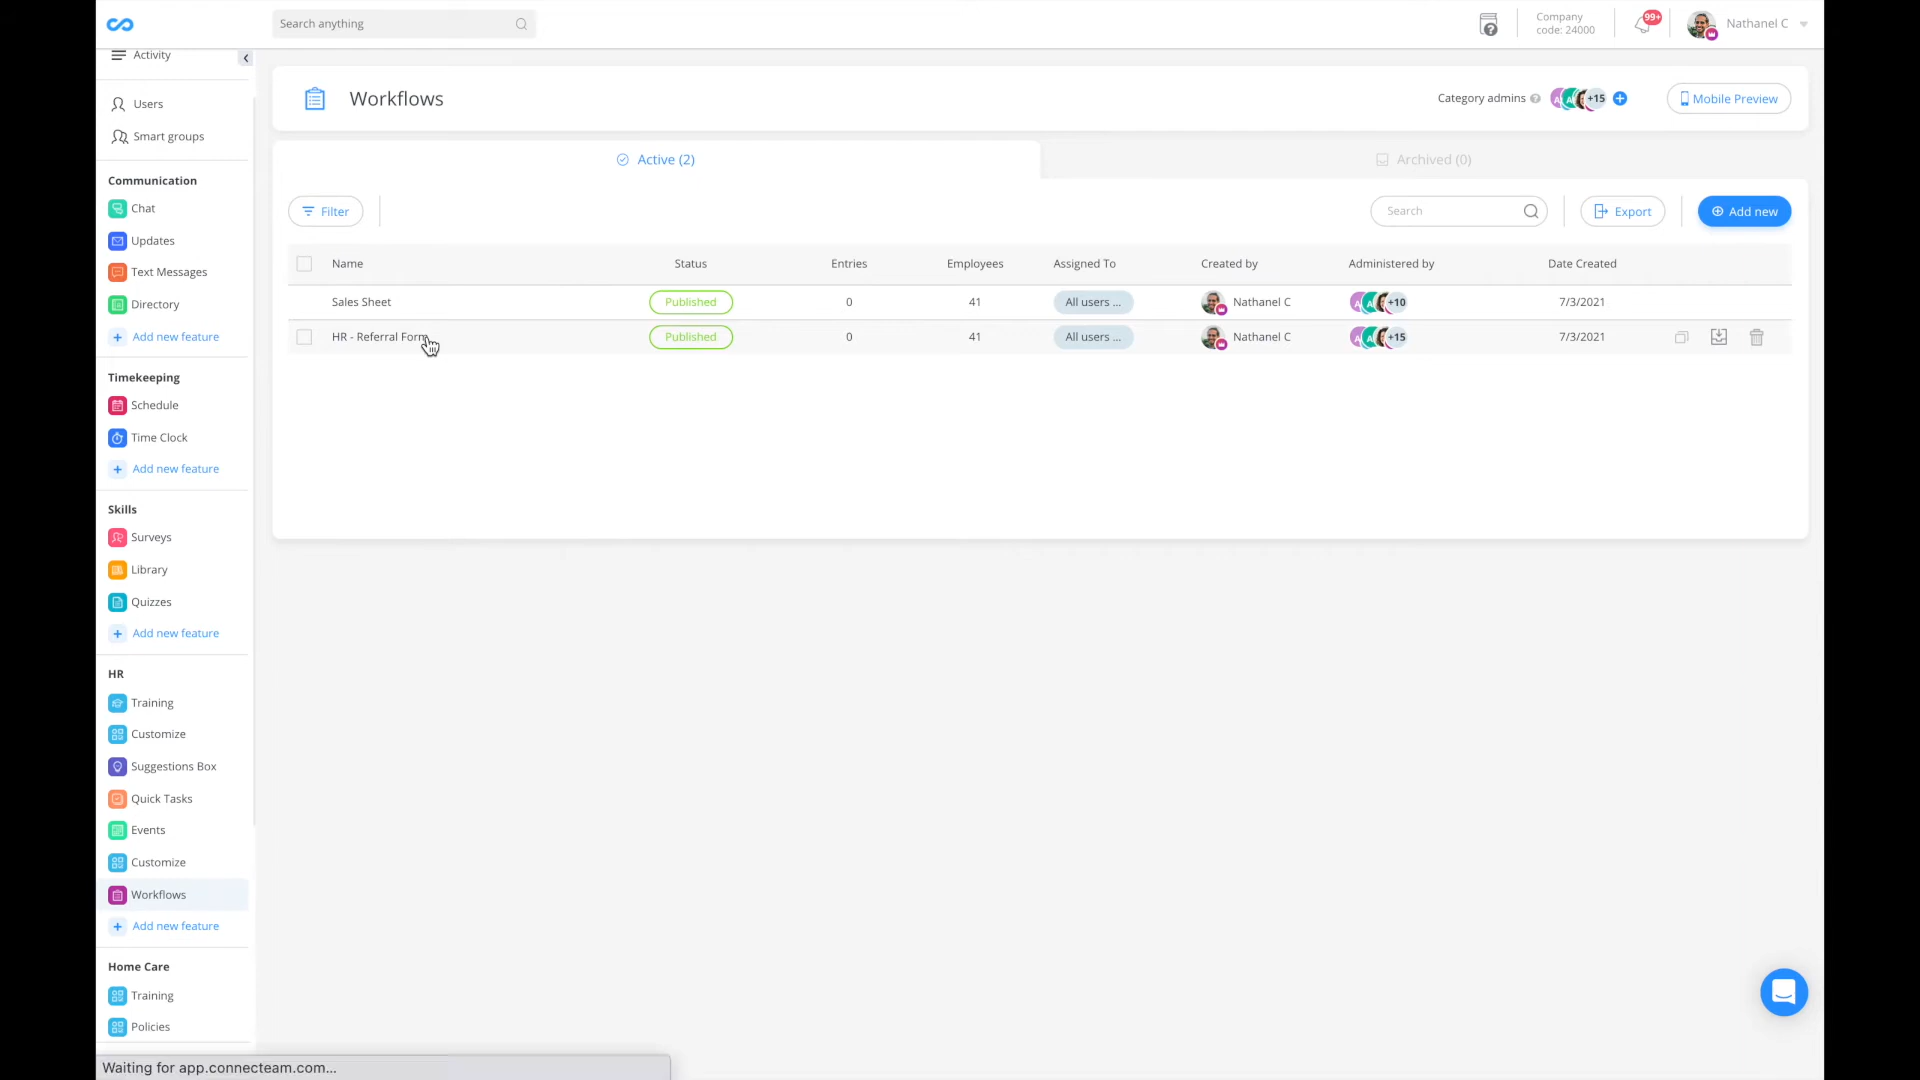 Search anything
Company
code: 24000
99+
Nathanel C
Activity
Users
Smart groups
Communication
Chat
Updates
Text Messages
Directory
+ Add new feature
Timekeeping
Schedule
Time Clock
+ Add new feature
Skills
Surveys
Library
Quizzes
+ Add new feature
HR
Training
Customize
Suggestions Box
Quick Tasks
Events
Customize
Workflows
+ Add new feature
Home Care
Training
Policies
Workflows
Category admins
+15
Mobile Preview
Active (2)
Archived (0)
Filter
Search
Export
Add new
Name Status Entries Employees Assigned To Created by Administered by Date Created
Sales Sheet Published 0 41 All users ... Nathanel C +10 7/3/2021
HR - Referral Form Published 0 41 All users ... Nathanel C +15 7/3/2021
Waiting for app.connecteam.com...